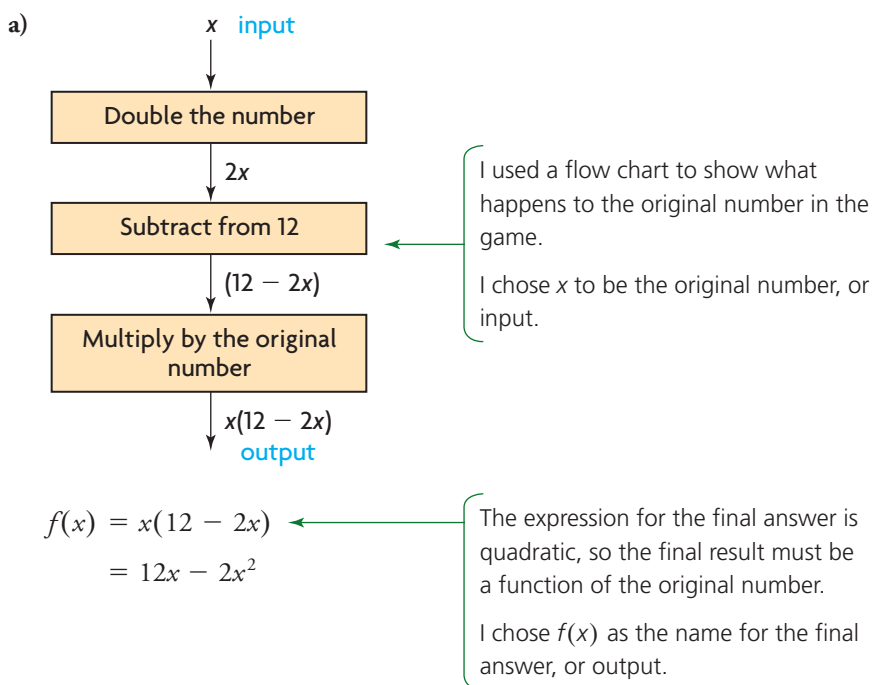 a)
x input
Double the number
2x
Subtract from 12
(12 − 2x)
Multiply by the original
number
x(12 − 2x)
output
I used a flow chart to show what
happens to the original number in the
game.
I chose x to be the original number, or
input.
f(x) = x(12 − 2x)
= 12x − 2x²
The expression for the final answer is
quadratic, so the final result must be
a function of the original number.
I chose f(x) as the name for the final
answer, or output.